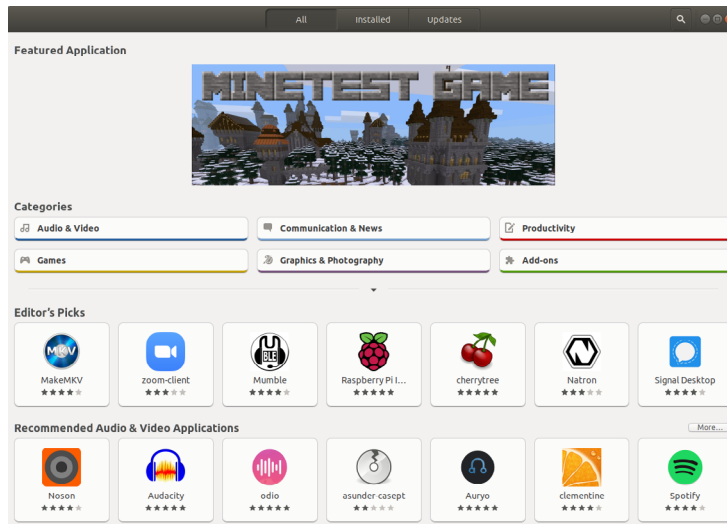 All Installed Updates
Featured Application
MINETEST GAME
Categories
Audio & Video Communication & News Productivity
Games Graphics & Photography Add-ons
Editor's Picks
MKV BLE N
MakeMKV zoom-client Mumble Raspberry Pi I... cherrytree Natron Signal Desktop
Recommended Audio & Video Applications More...
Noson Audacity odio asunder-casept Auryo clementine Spotify